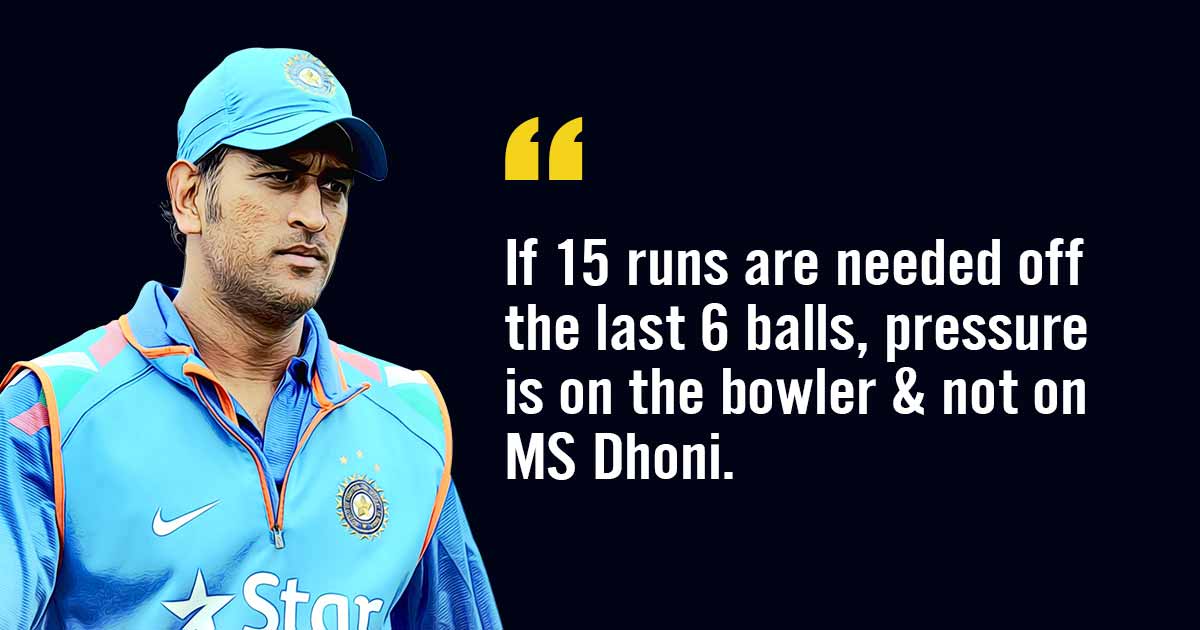 If 15 runs are needed off
the last 6 balls, pressure
is on the bowler & not on
MS Dhoni.
Star